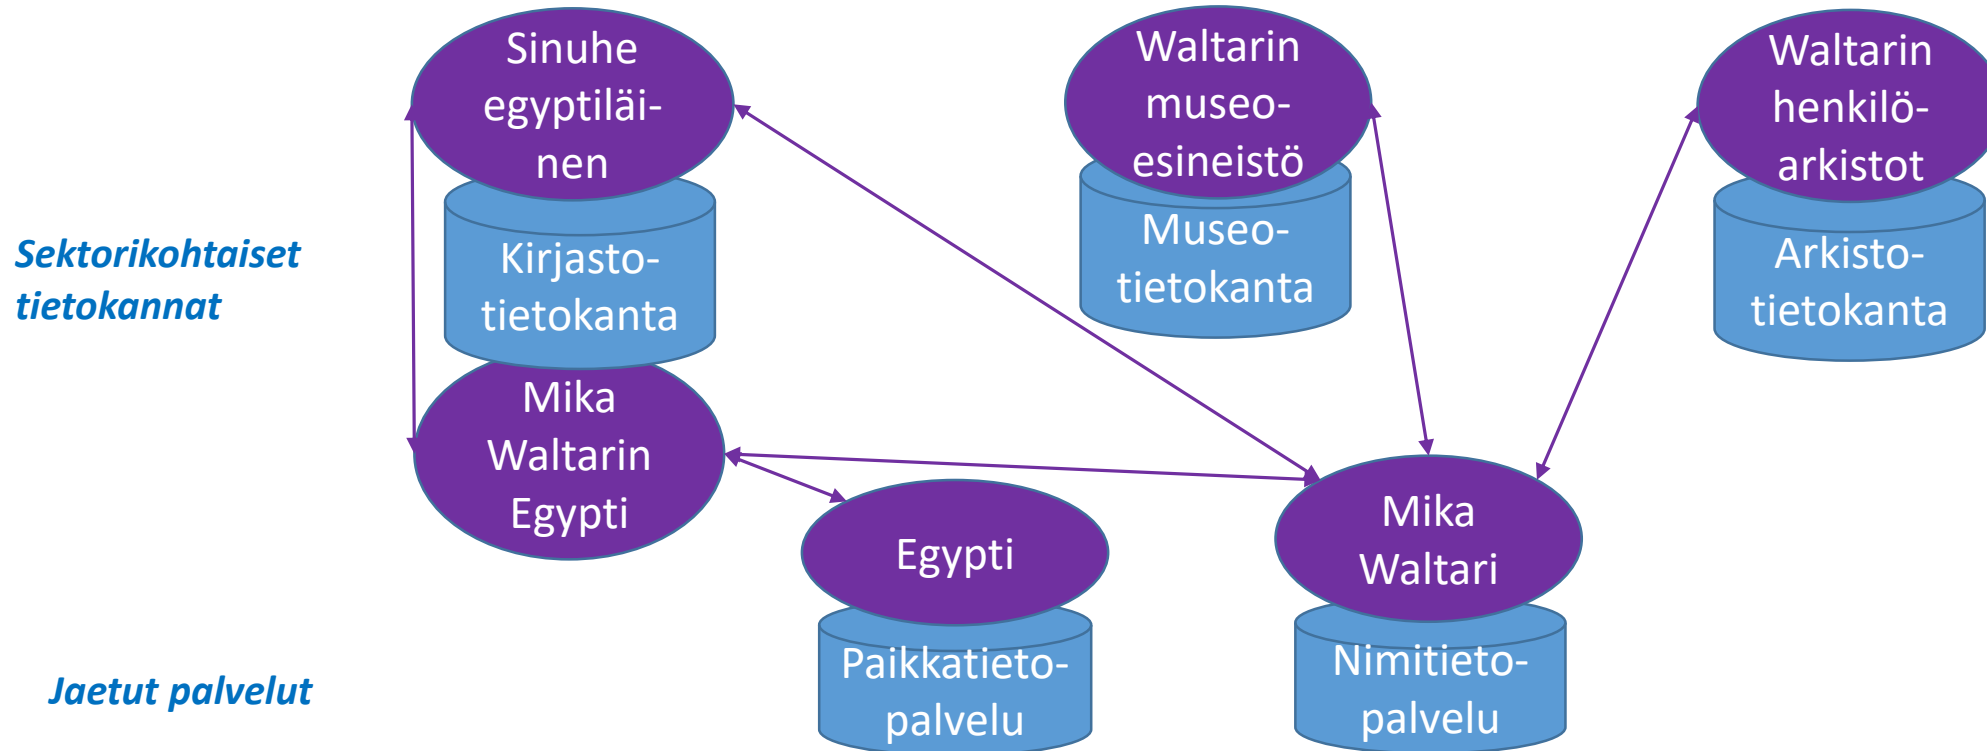 Sinuhe
egyptiläi-
nen
Waltarin
museo-
esineistö
Waltarin
henkilö-
arkistot
Sektorikohtaiset
tietokannat
Kirjasto-
tietokanta
Museo-
tietokanta
Arkisto-
tietokanta
Mika
Waltarin
Egypti
Egypti
Mika
Waltari
Jaetut palvelut
Paikkatieto-
palvelu
Nimitieto-
palvelu